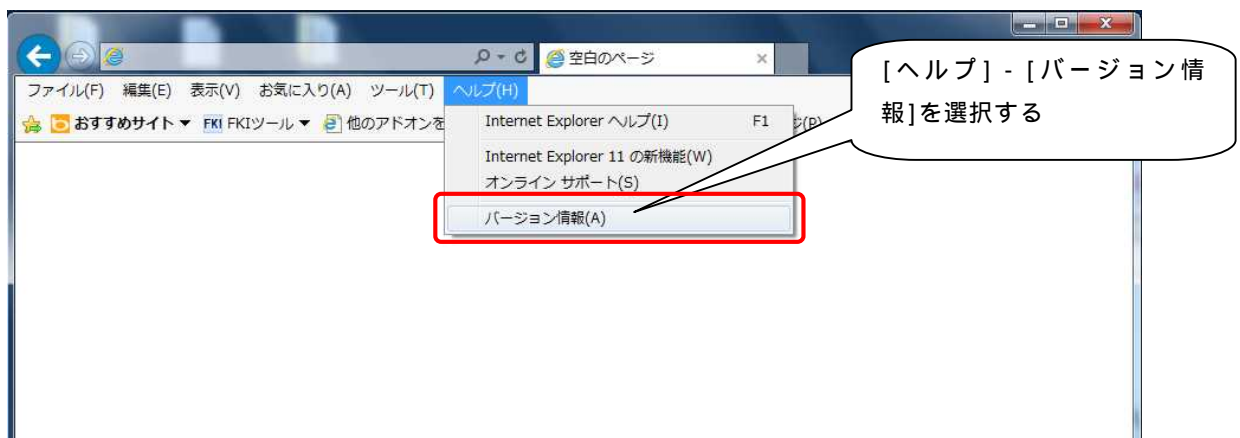 空白のページ
[ヘルプ] - [バージョン情
報]を選択する
ファイル(F) 編集(E) 表示(V) お気に入り(A) ツール(T) ヘルプ(H)
おすすめサイト FKI FKIツール 他のアドオンを
Internet Explorer ヘルプ(I) F1
Internet Explorer 11 の新機能(W)
オンライン サポート(S)
バージョン情報(A)